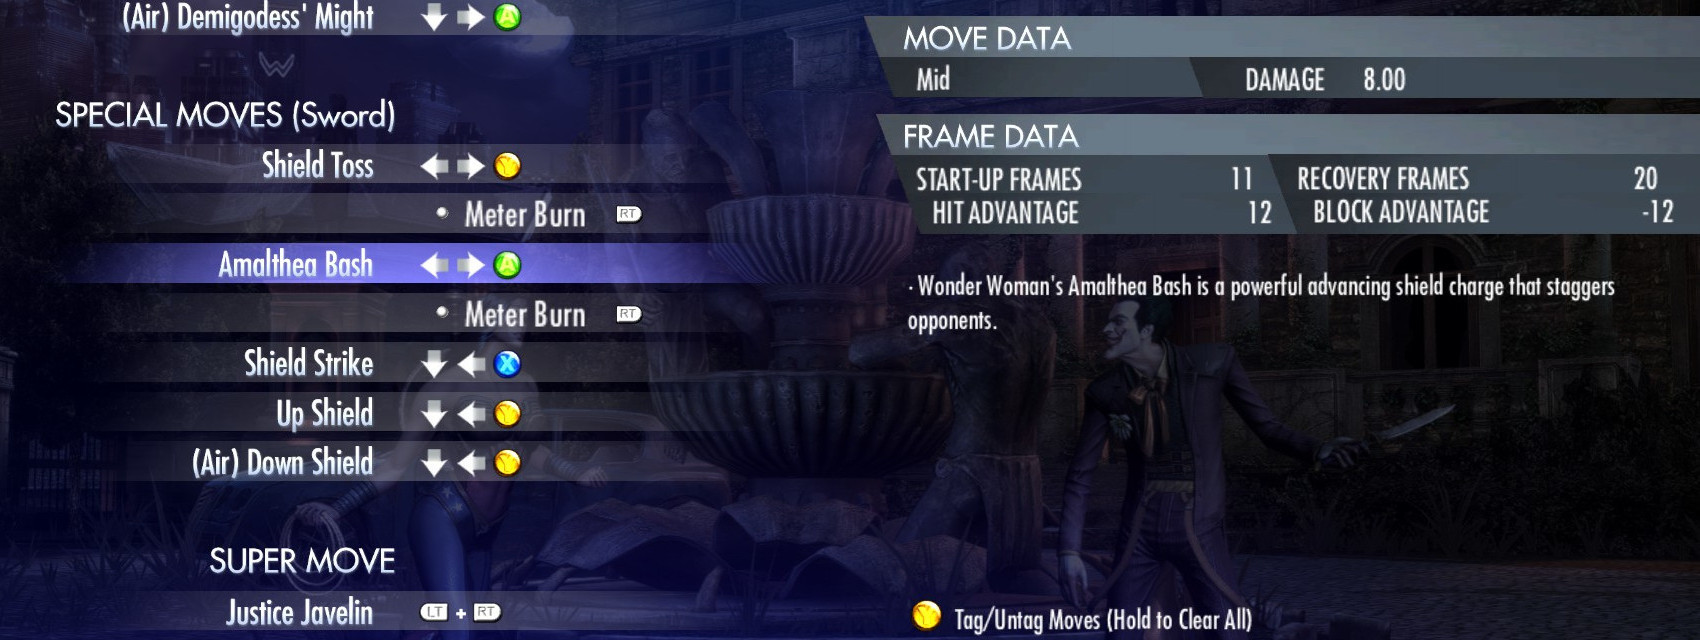 (Air) Demigodess' Might A
SPECIAL MOVES (Sword)
Shield Toss Y
• Meter Burn RT
Amalthea Bash A
• Meter Burn RT
Shield Strike X
Up Shield Y
(Air) Down Shield Y
SUPER MOVE
Justice Javelin LT + RT
MOVE DATA
Mid DAMAGE 8.00
FRAME DATA
START-UP FRAMES 11 RECOVERY FRAMES 20
HIT ADVANTAGE 12 BLOCK ADVANTAGE -12
· Wonder Woman's Amalthea Bash is a powerful advancing shield charge that staggers
opponents.
Y Tag/Untag Moves (Hold to Clear All)